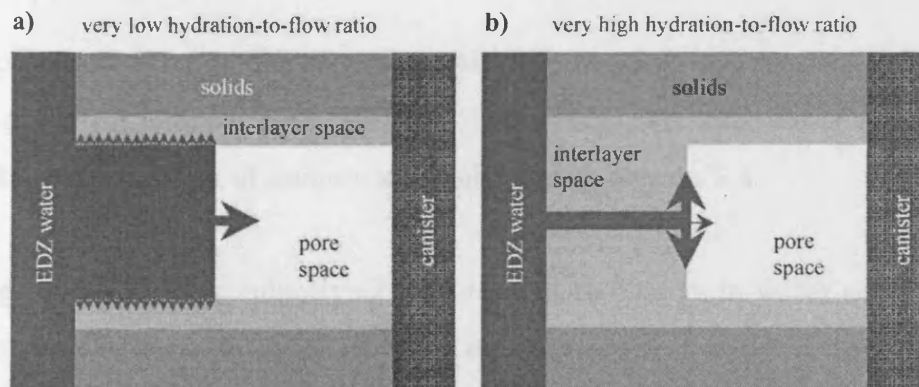 a)
very low hydration-to-flow ratio
solids
interlayer space
EDZ water
pore
space
canister
b)
very high hydration-to-flow ratio
solids
interlayer
space
EDZ water
pore
space
canister